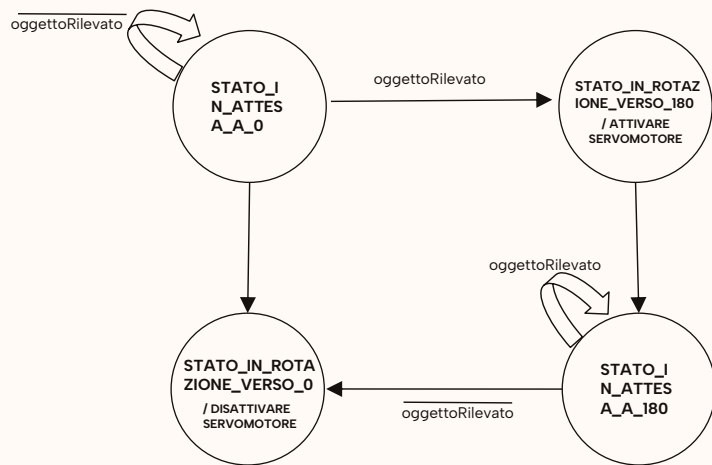 oggettoRilevato
STATO_I
N_ATTES
A_A_0
oggettoRilevato
STATO_IN_ROTAZ
IONE_VERSO_180
/ ATTIVARE
SERVOMOTORE
oggettoRilevato
STATO_IN_ROTA
ZIONE_VERSO_0
/ DISATTIVARE
SERVOMOTORE
oggettoRilevato
STATO_I
N_ATTES
A_A_180